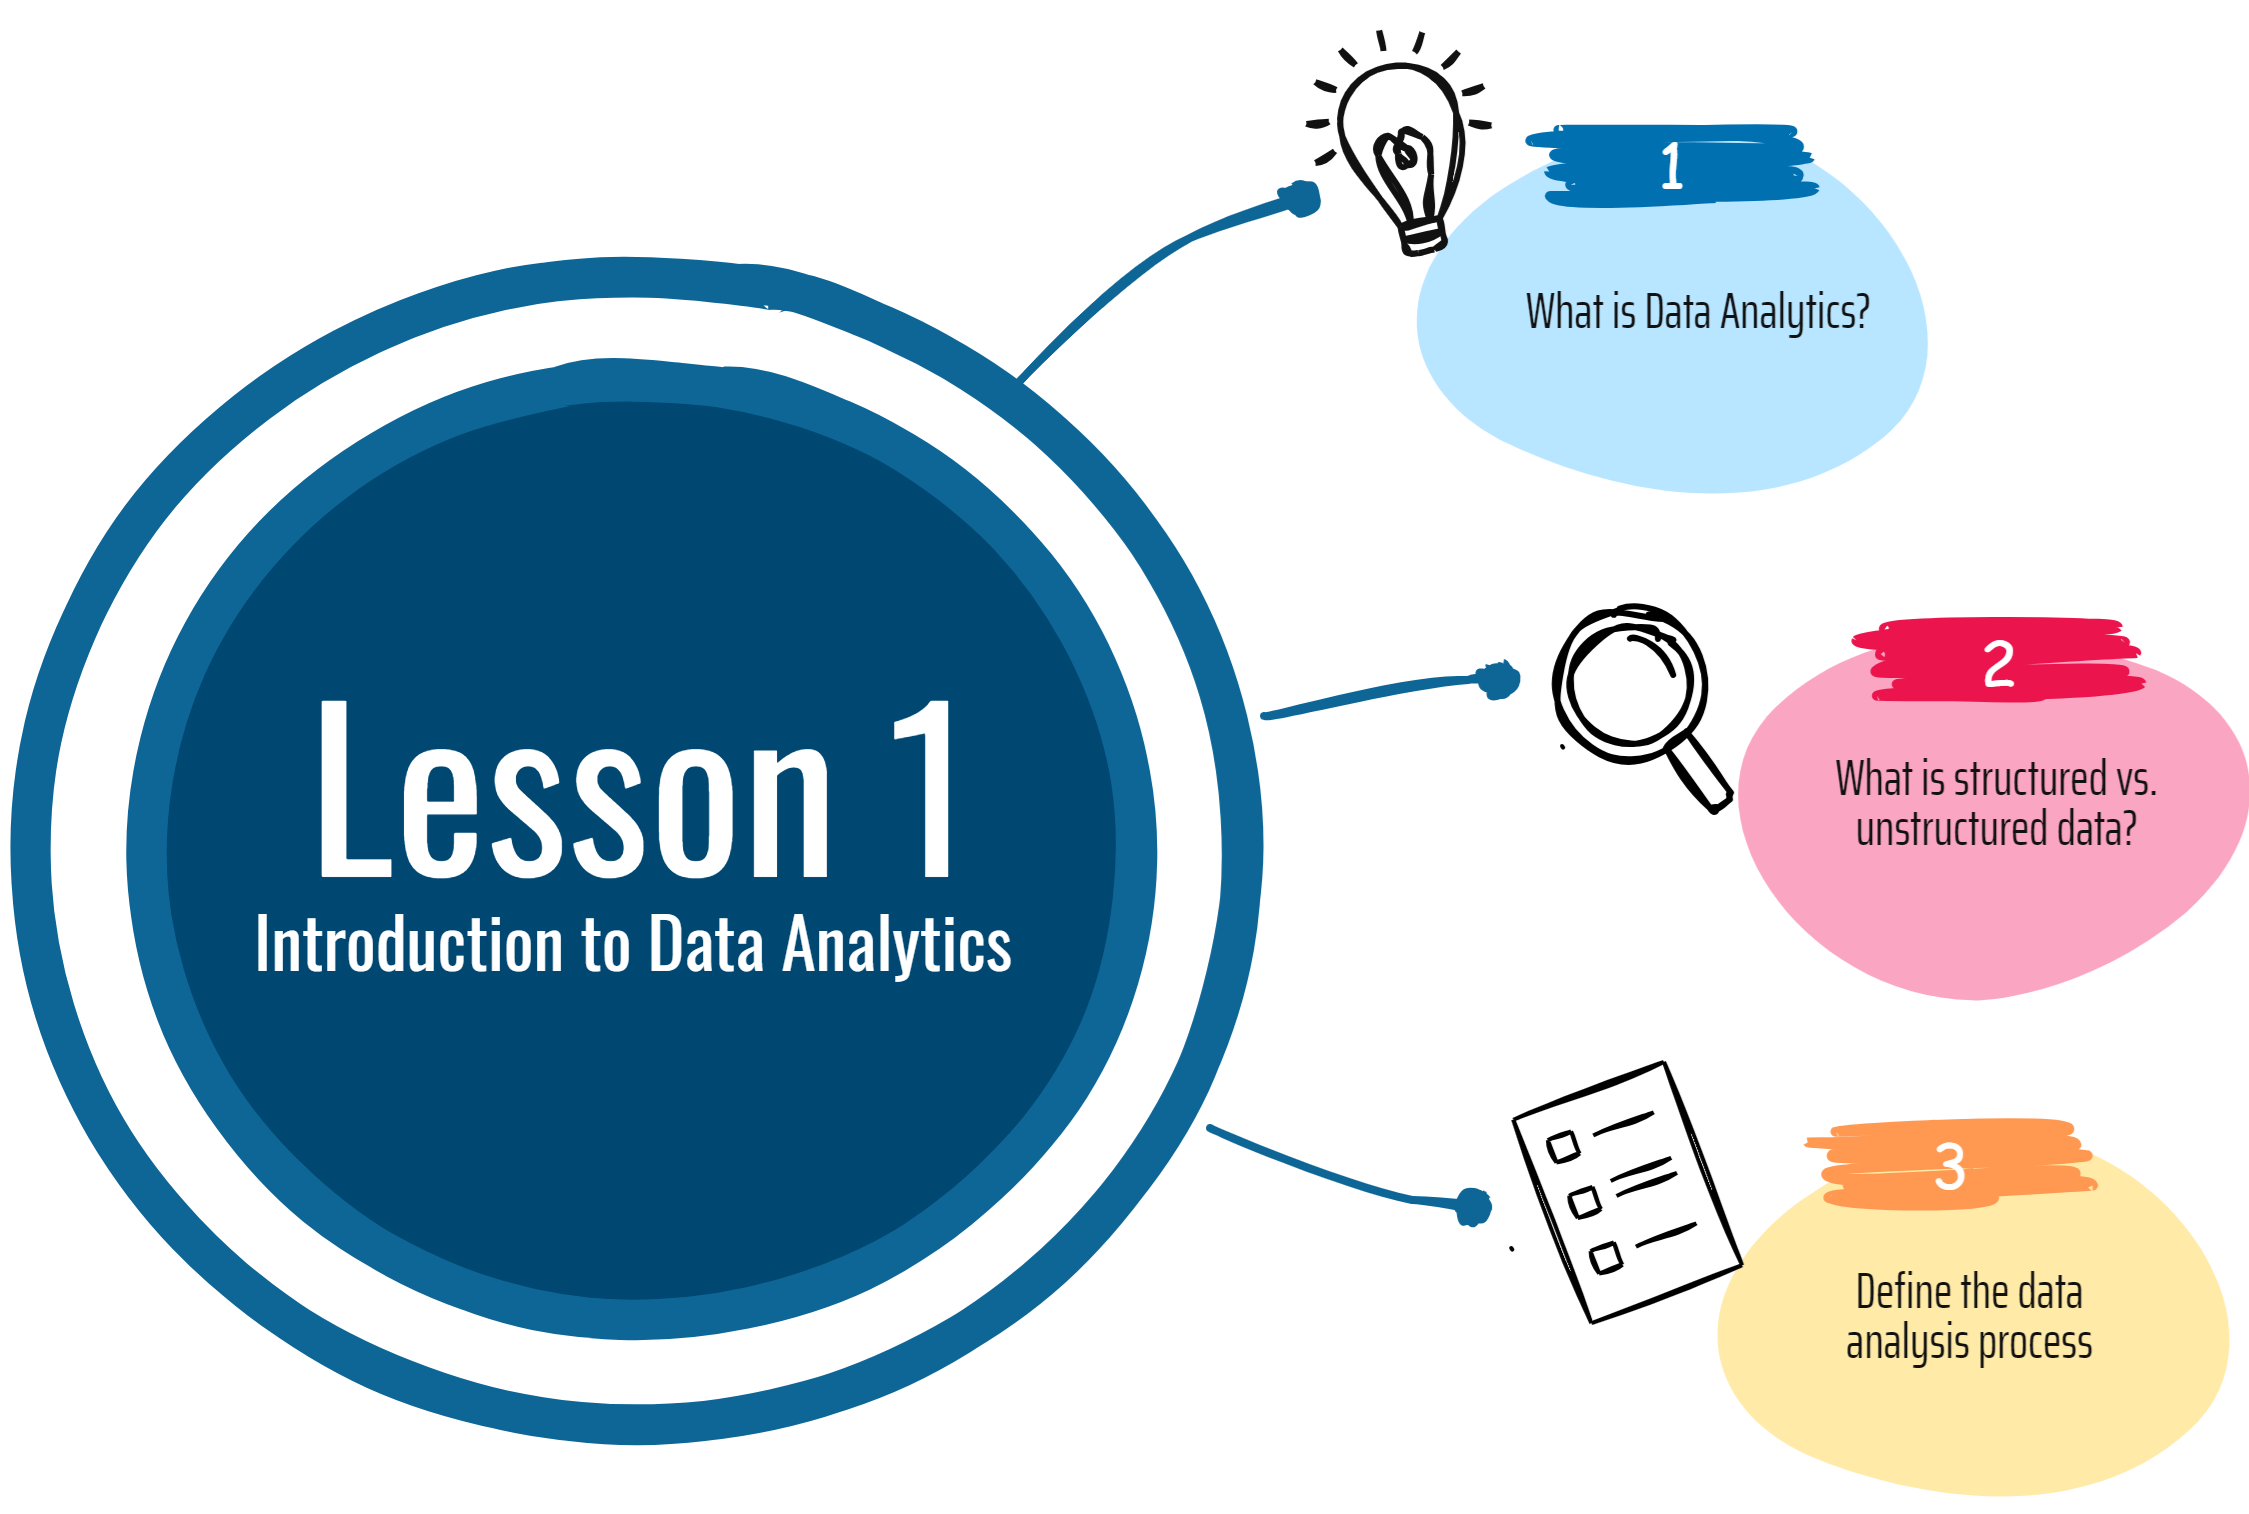 Lesson 1
Introduction to Data Analytics
1
What is Data Analytics?
2
What is structured vs.
unstructured data?
3
Define the data
analysis process